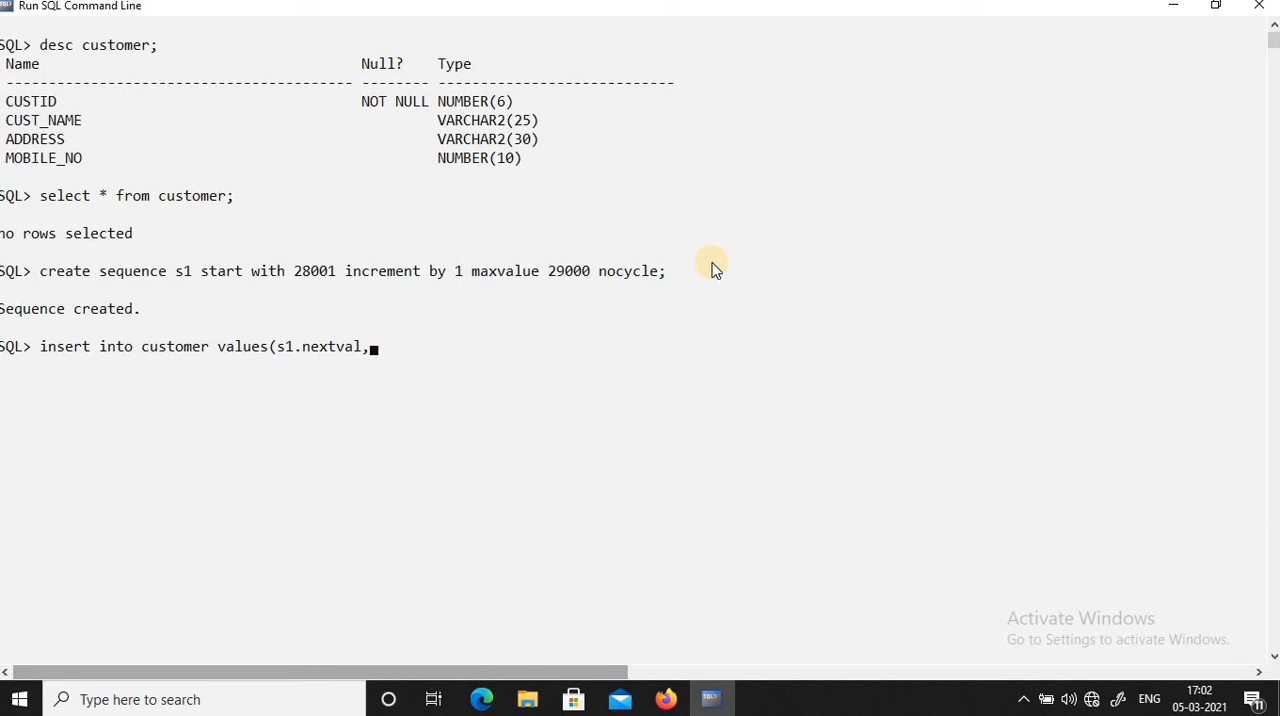 Run SQL Command Line
SQL> desc customer;
Name Null? Type
----------------------------------------- -------- ----------------------------
CUSTID NOT NULL NUMBER(6)
CUST_NAME VARCHAR2(25)
ADDRESS VARCHAR2(30)
MOBILE_NO NUMBER(10)
SQL> select * from customer;
no rows selected
SQL> create sequence s1 start with 28001 increment by 1 maxvalue 29000 nocycle;
Sequence created.
SQL> insert into customer values(s1.nextval,
Activate Windows
Go to Settings to activate Windows.
Type here to search
ENG
17:02
05-03-2021
11